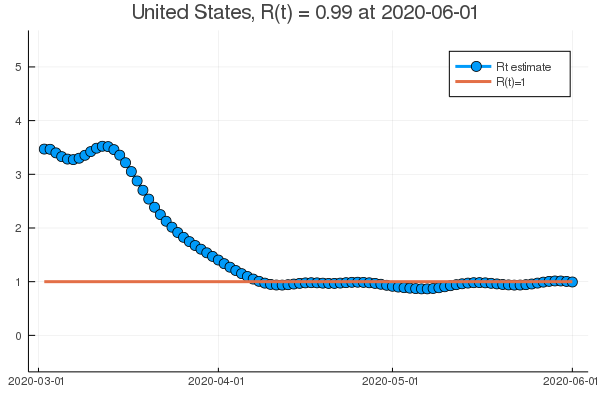 United States, R(t) = 0.99 at 2020-06-01
Rt estimate
R(t)=1
5
4
3
2
1
0
2020-03-01 2020-04-01 2020-05-01 2020-06-01